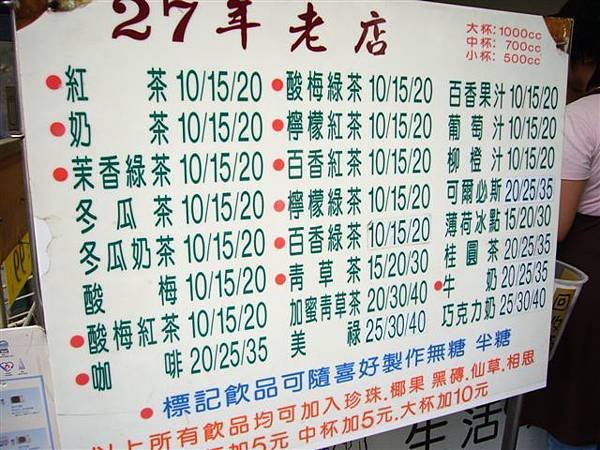 27年老店
大杯:1000cc
中杯: 700cc
小杯: 500cc
●紅 茶 10/15/20
●奶 茶 10/15/20
●茉香綠茶 10/15/20
冬瓜茶 10/15/20
冬瓜奶茶 10/15/20
酸 梅 10/15/20
●酸梅紅茶 10/15/20
●咖 啡 20/25/35
●酸梅綠茶 10/15/20
●檸檬紅茶 10/15/20
●百香紅茶 10/15/20
●檸檬綠茶 10/15/20
●百香綠茶 10/15/20
●青草茶 15/20/30
加蜜青草茶 20/30/40
美 祿 25/30/40
百香果汁 10/15/20
葡萄汁 10/15/20
柳橙汁 10/15/20
可爾必斯 20/25/35
薄荷冰點 15/20/30
桂圓茶 20/25/35
●牛 奶 20/25/35
巧克力奶 25/30/40
●標記飲品可隨喜好製作無糖 半糖
以上所有飲品均可加入珍珠.椰果 黑磚.仙草.相思
加5元 中杯加5元.大杯加10元
生活